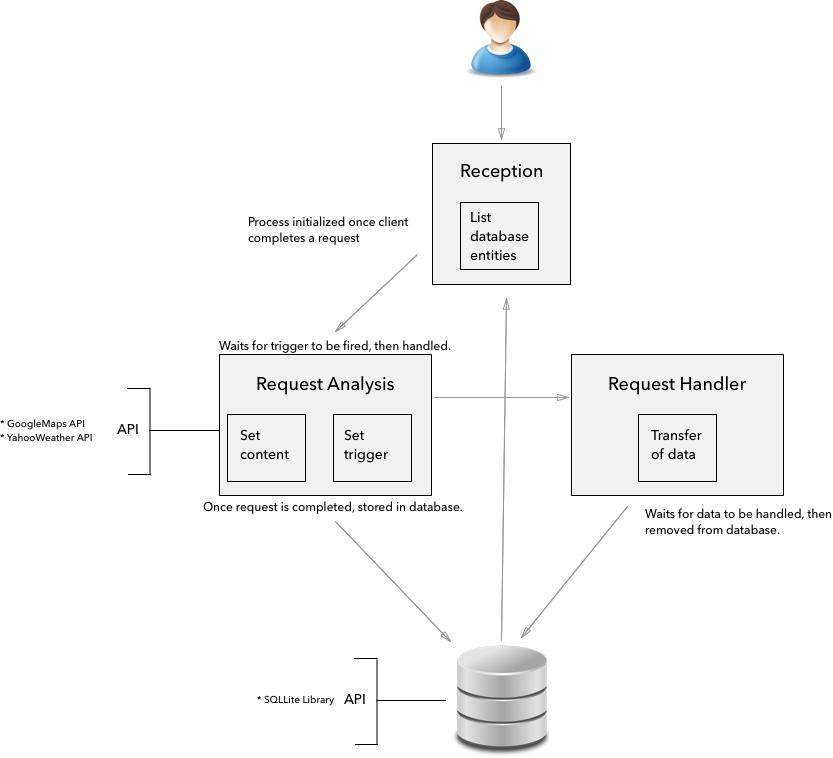 Reception
List
database
entities
Process initialized once client
completes a request
Waits for trigger to be fired, then handled.
Request Analysis
Set
content
Set
trigger
Request Handler
Transfer
of data
* GoogleMaps API
* YahooWeather API
API
Once request is completed, stored in database.
Waits for data to be handled, then
removed from database.
* SQLLite Library
API